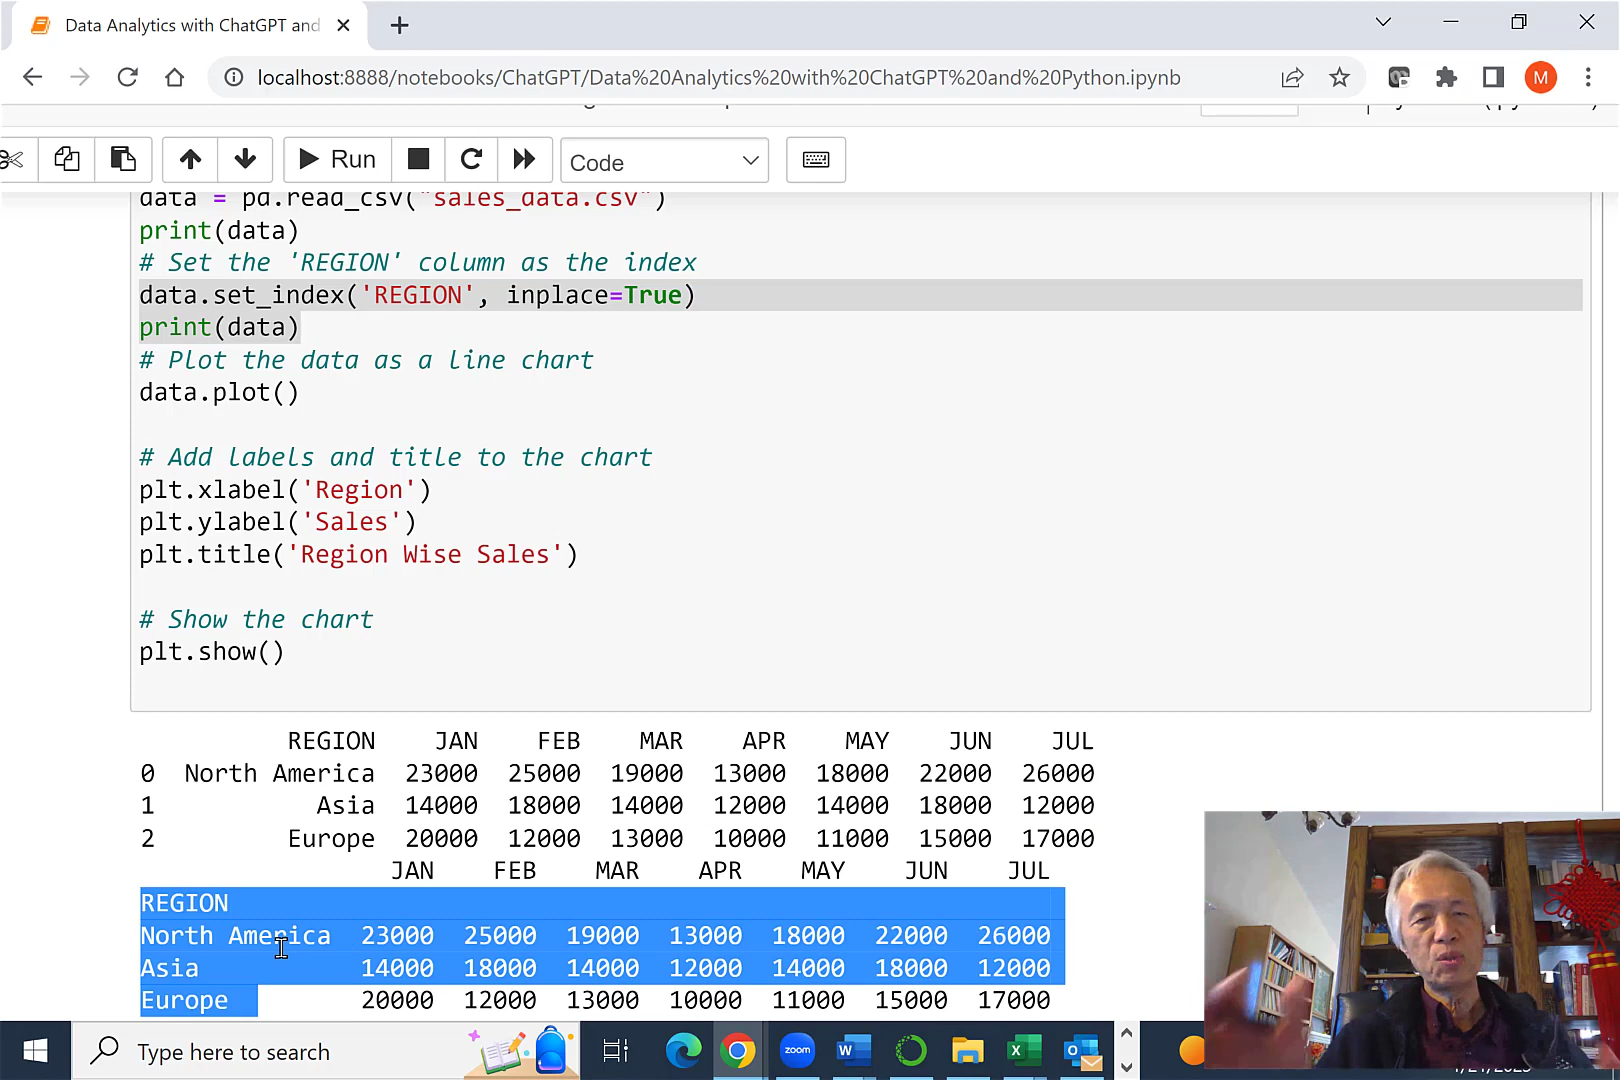 Data Analytics with ChatGPT and
localhost:8888/notebooks/ChatGPT/Data%20Analytics%20with%20ChatGPT%20and%20Python.ipynb
M
Run
Code
data = pd.read_csv("sales_data.csv")
print(data)
# Set the 'REGION' column as the index
data.set_index('REGION', inplace=True)
print(data)
# Plot the data as a line chart
data.plot()
# Add labels and title to the chart
plt.xlabel('Region')
plt.ylabel('Sales')
plt.title('Region Wise Sales')
# Show the chart
plt.show()
REGION JAN FEB MAR APR MAY JUN JUL
0 North America 23000 25000 19000 13000 18000 22000 26000
1 Asia 14000 18000 14000 12000 14000 18000 12000
2 Europe 20000 12000 13000 10000 11000 15000 17000
JAN FEB MAR APR MAY JUN JUL
REGION
North America 23000 25000 19000 13000 18000 22000 26000
Asia 14000 18000 14000 12000 14000 18000 12000
Europe 20000 12000 13000 10000 11000 15000 17000
Type here to search
zoom
W
X
O